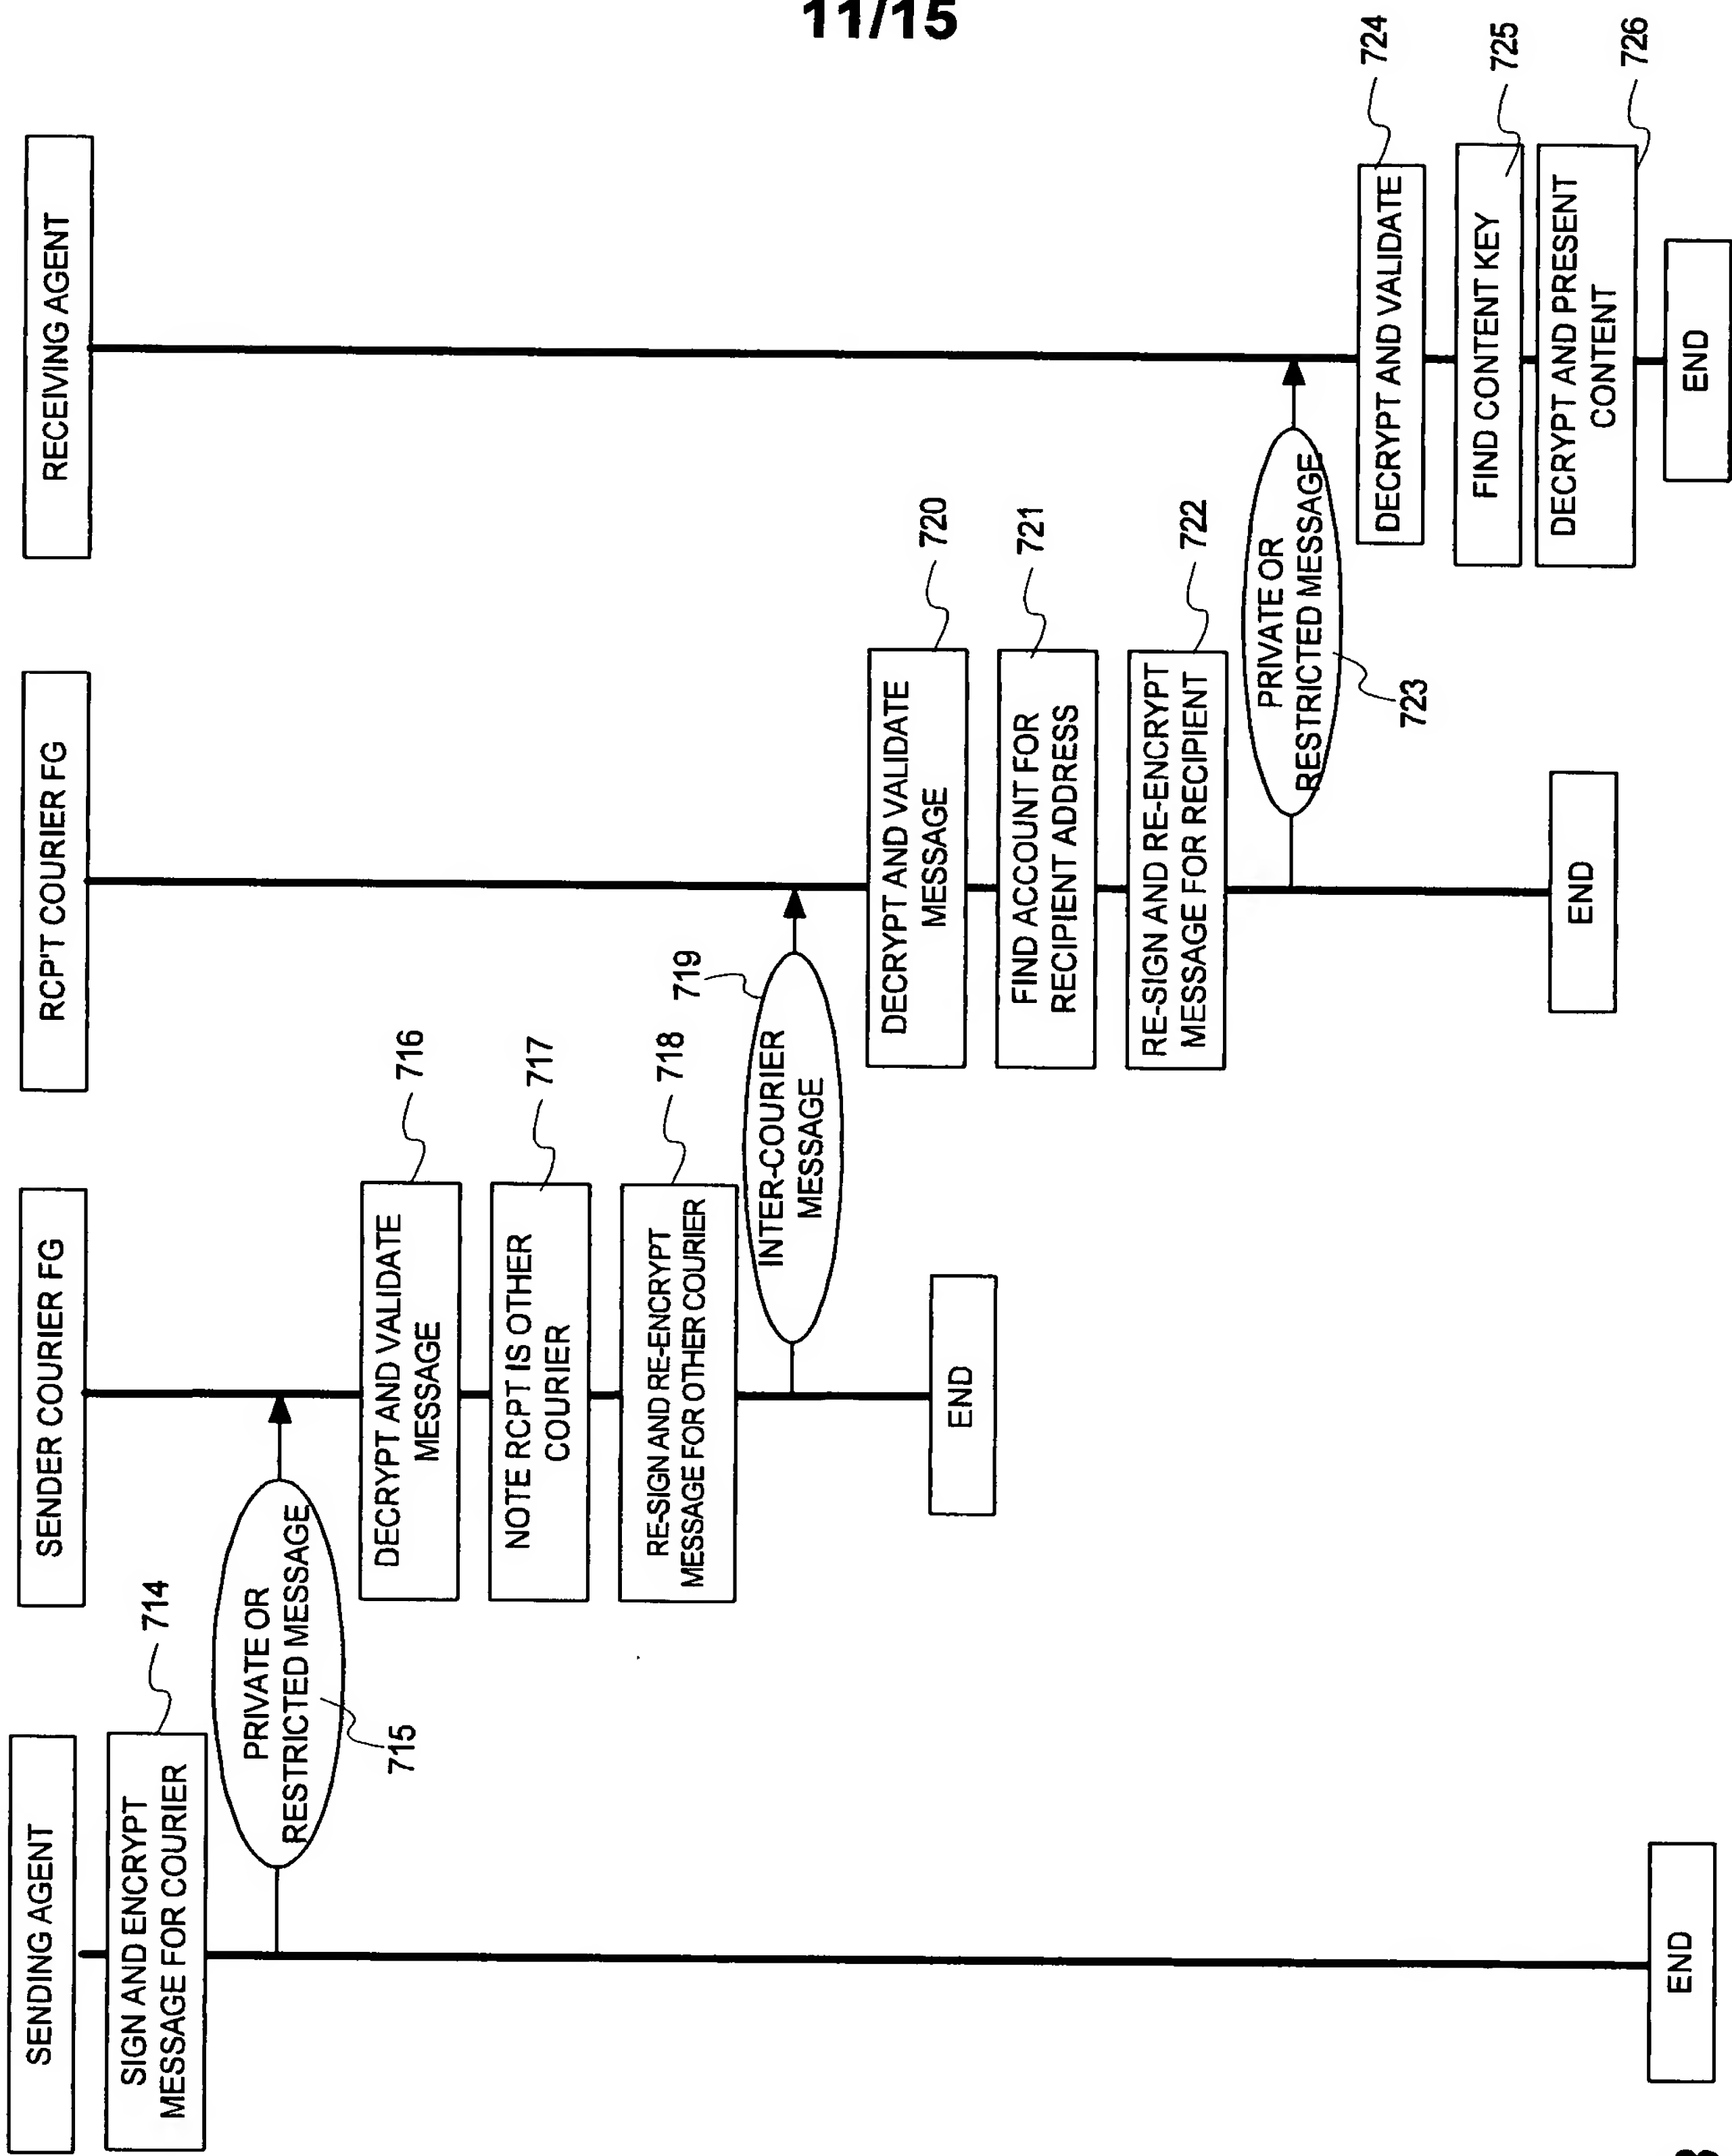 11/15
SENDING AGENT
SIGN AND ENCRYPT
MESSAGE FOR COURIER
714
PRIVATE OR
RESTRICTED MESSAGE
715
END
SENDER COURIER FG
DECRYPT AND VALIDATE
MESSAGE
716
NOTE RCPT IS OTHER
COURIER
717
RE-SIGN AND RE-ENCRYPT
MESSAGE FOR OTHER COURIER
718
INTER-COURIER
MESSAGE
719
END
RCP'T COURIER FG
DECRYPT AND VALIDATE
MESSAGE
720
FIND ACCOUNT FOR
RECIPIENT ADDRESS
721
RE-SIGN AND RE-ENCRYPT
MESSAGE FOR RECIPIENT
722
PRIVATE OR
RESTRICTED MESSAGE
723
END
RECEIVING AGENT
DECRYPT AND VALIDATE
724
FIND CONTENT KEY
725
DECRYPT AND PRESENT
CONTENT
726
END